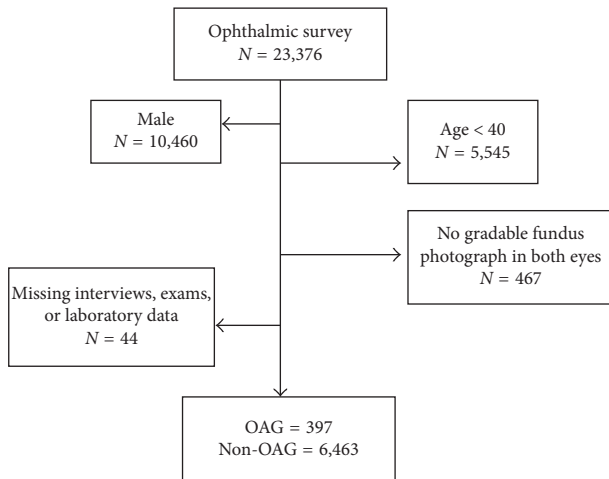 Ophthalmic survey
N = 23,376
Male
N = 10,460
Age < 40
N = 5,545
No gradable fundus
photograph in both eyes
N = 467
Missing interviews, exams,
or laboratory data
N = 44
OAG = 397
Non-OAG = 6,463